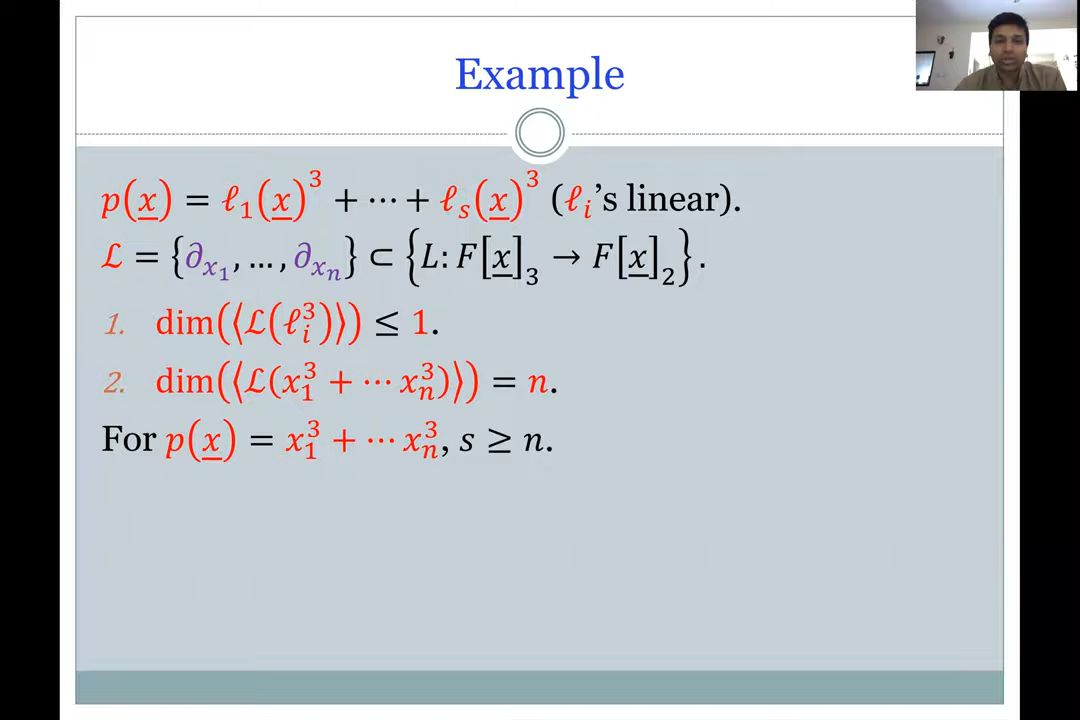 Example
p(x) = ℓ₁(x)³ + ⋯ + ℓₛ(x)³ (ℓᵢ's linear).
ℒ = {∂ₓ₁, …, ∂ₓₙ} ⊂ {L: F[x]₃ → F[x]₂}.
1. dim(⟨ℒ(ℓᵢ³)⟩) ≤ 1.
2. dim(⟨ℒ(x₁³ + ⋯ xₙ³)⟩) = n.
For p(x) = x₁³ + ⋯ xₙ³, s ≥ n.